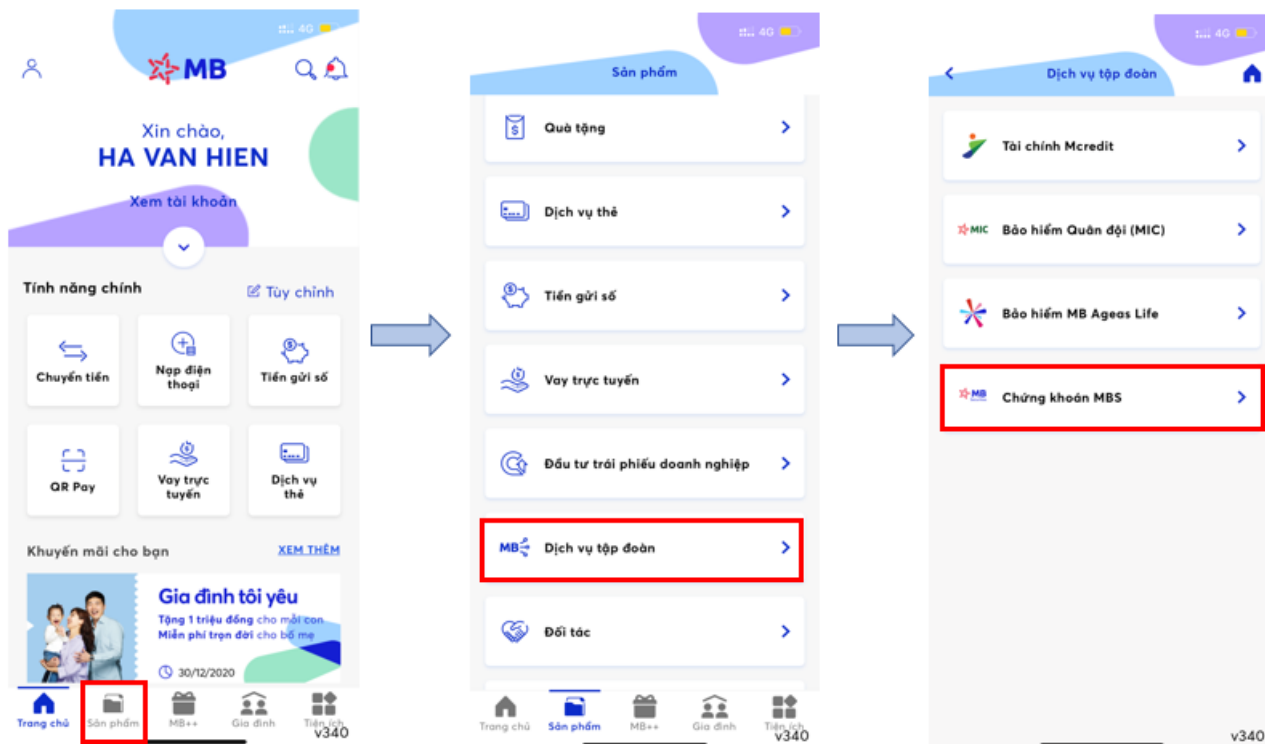 4G
MB
Xin chào,
HA VAN HIEN
Xem tài khoản
Tính năng chính
Tùy chỉnh
Chuyển tiền
Nạp điện
thoại
Tiền gửi số
QR Pay
Vay trực
tuyến
Dịch vụ
thẻ
Khuyến mãi cho bạn
XEM THÊM
Gia đình tôi yêu
Tặng 1 triệu đồng cho mỗi con
Miễn phí trọn đời cho bố mẹ
30/12/2020
Trang chủ
Sản phẩm
MB++
Gia đình
Tiện ích
v340
4G
Sản phẩm
Quà tặng
Dịch vụ thẻ
Tiền gửi số
Vay trực tuyến
Đầu tư trái phiếu doanh nghiệp
MB
Dịch vụ tập đoàn
Đối tác
Trang chủ
Sản phẩm
MB++
Gia đình
Tiện ích
v340
4G
Dịch vụ tập đoàn
Tài chính Mcredit
MIC
Bảo hiểm Quân đội (MIC)
Bảo hiểm MB Ageas Life
MB
Chứng khoán MBS
v340